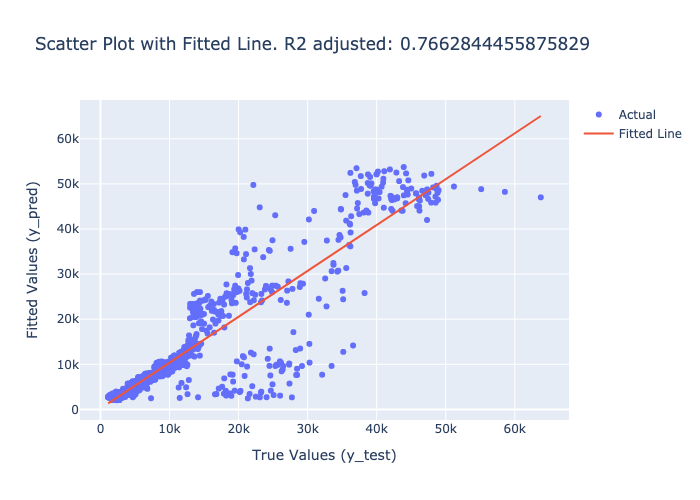 Scatter Plot with Fitted Line. R2 adjusted: 0.7662844455875829
Actual
Fitted Line
60k
50k
40k
30k
20k
10k
0
0 10k 20k 30k 40k 50k 60k
Fitted Values (y_pred)
True Values (y_test)